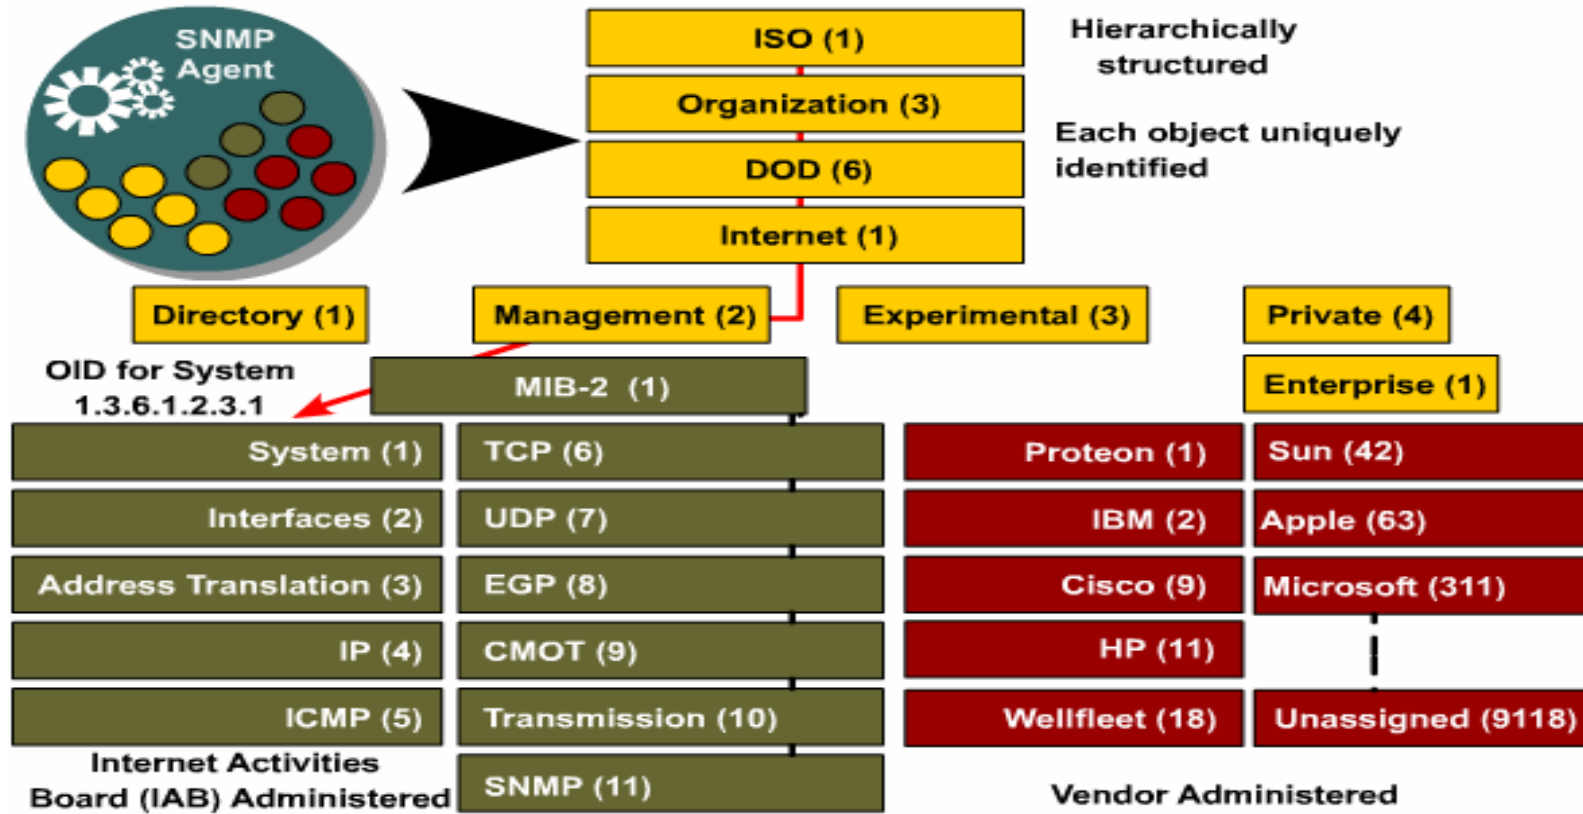 SNMP
Agent
ISO (1)
Organization (3)
DOD (6)
Internet (1)
Hierarchically
structured
Each object uniquely
identified
Directory (1)
Management (2)
Experimental (3)
Private (4)
OID for System
1.3.6.1.2.3.1
MIB-2 (1)
Enterprise (1)
System (1)
TCP (6)
Proteon (1)
Sun (42)
Interfaces (2)
UDP (7)
IBM (2)
Apple (63)
Address Translation (3)
EGP (8)
Cisco (9)
Microsoft (311)
IP (4)
CMOT (9)
HP (11)
ICMP (5)
Transmission (10)
Wellfleet (18)
Unassigned (9118)
Internet Activities
Board (IAB) Administered
SNMP (11)
Vendor Administered